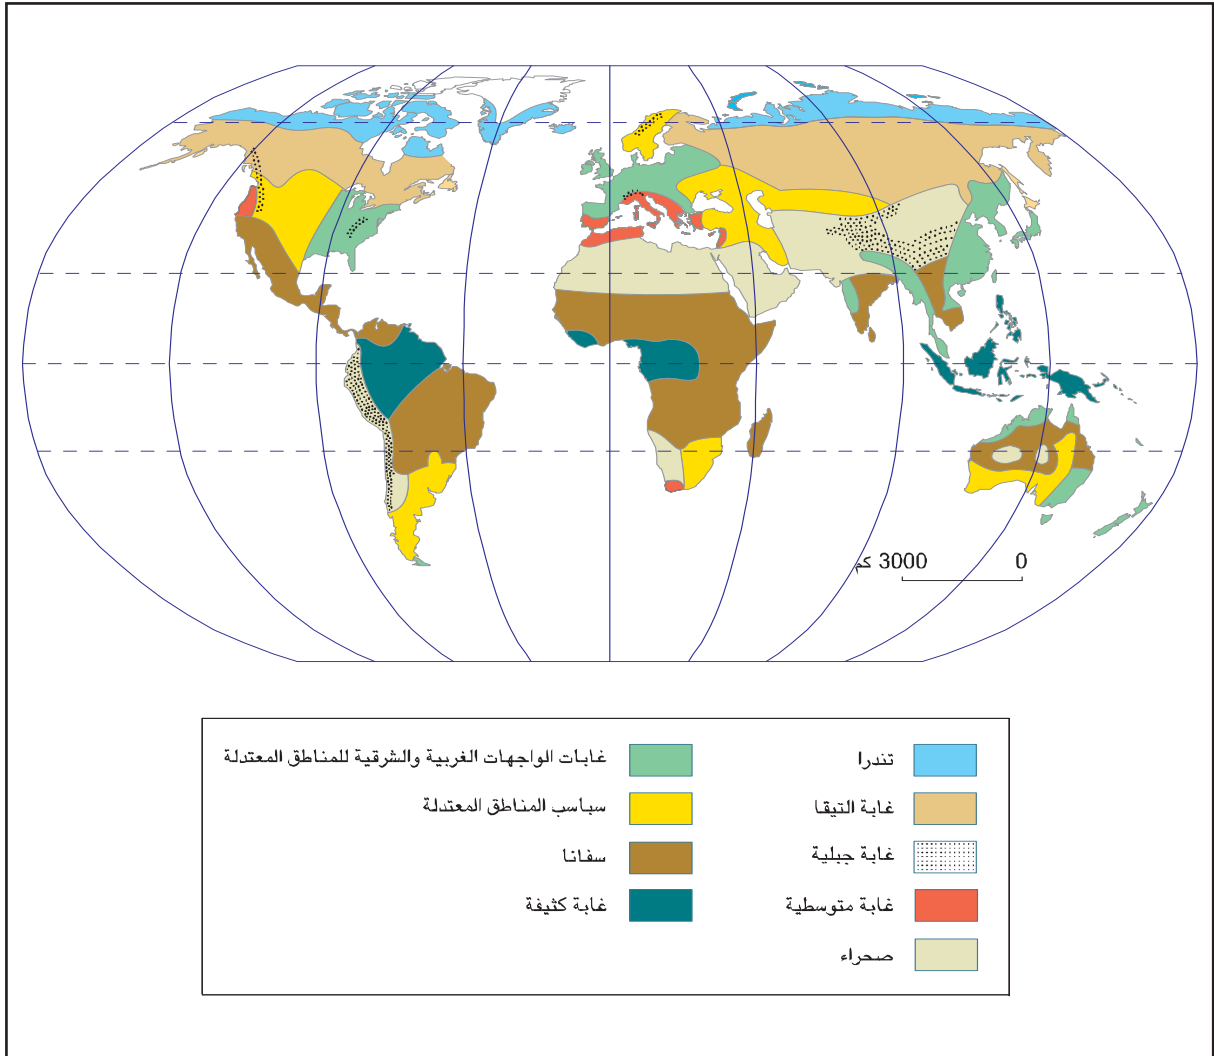 0 3000 كم
تندرا
غابة التيقا
غابة جبلية
غابة متوسطية
صحراء
غابات الواجهات الغربية والشرقية للمناطق المعتدلة
سباسب المناطق المعتدلة
سفانا
غابة كثيفة